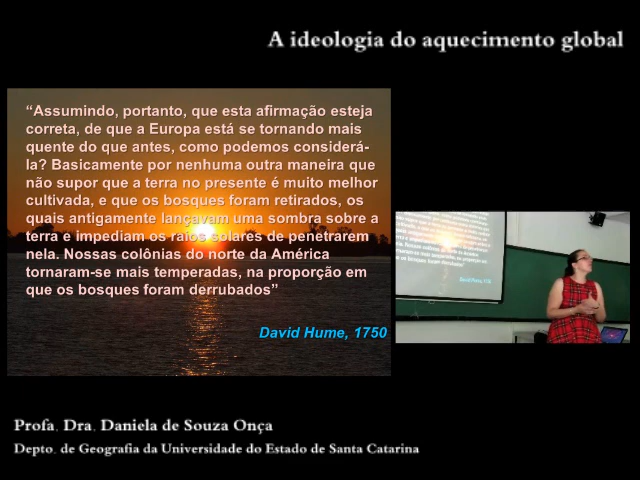 A ideologia do aquecimento global
“Assumindo, portanto, que esta afirmação esteja
correta, de que a Europa está se tornando mais
quente do que antes, como podemos considerá-
la? Basicamente por nenhuma outra maneira que
não supor que a terra no presente é muito melhor
cultivada, e que os bosques foram retirados, os
quais antigamente lançavam uma sombra sobre a
terra e impediam os raios solares de penetrarem
nela. Nossas colônias do norte da América
tornaram-se mais temperadas, na proporção em
que os bosques foram derrubados”
David Hume, 1750
Profa. Dra. Daniela de Souza Onça
Depto. de Geografia da Universidade do Estado de Santa Catarina